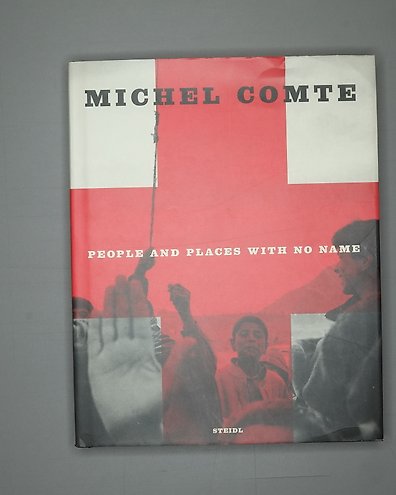 MICHEL COMTE
PEOPLE AND PLACES WITH NO NAME
STEIDL